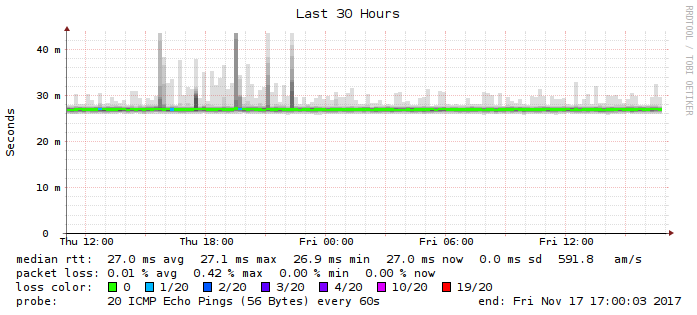 Last 30 Hours
RRDTOOL / TOBI OETIKER
Seconds
40 m
30 m
20 m
10 m
0
Thu 12:00 Thu 18:00 Fri 00:00 Fri 06:00 Fri 12:00
median rtt: 27.0 ms avg 27.1 ms max 26.9 ms min 27.0 ms now 0.0 ms sd 591.8 am/s
packet loss: 0.01 % avg 0.42 % max 0.00 % min 0.00 % now
loss color: 0 1/20 2/20 3/20 4/20 10/20 19/20
probe: 20 ICMP Echo Pings (56 Bytes) every 60s end: Fri Nov 17 17:00:03 2017